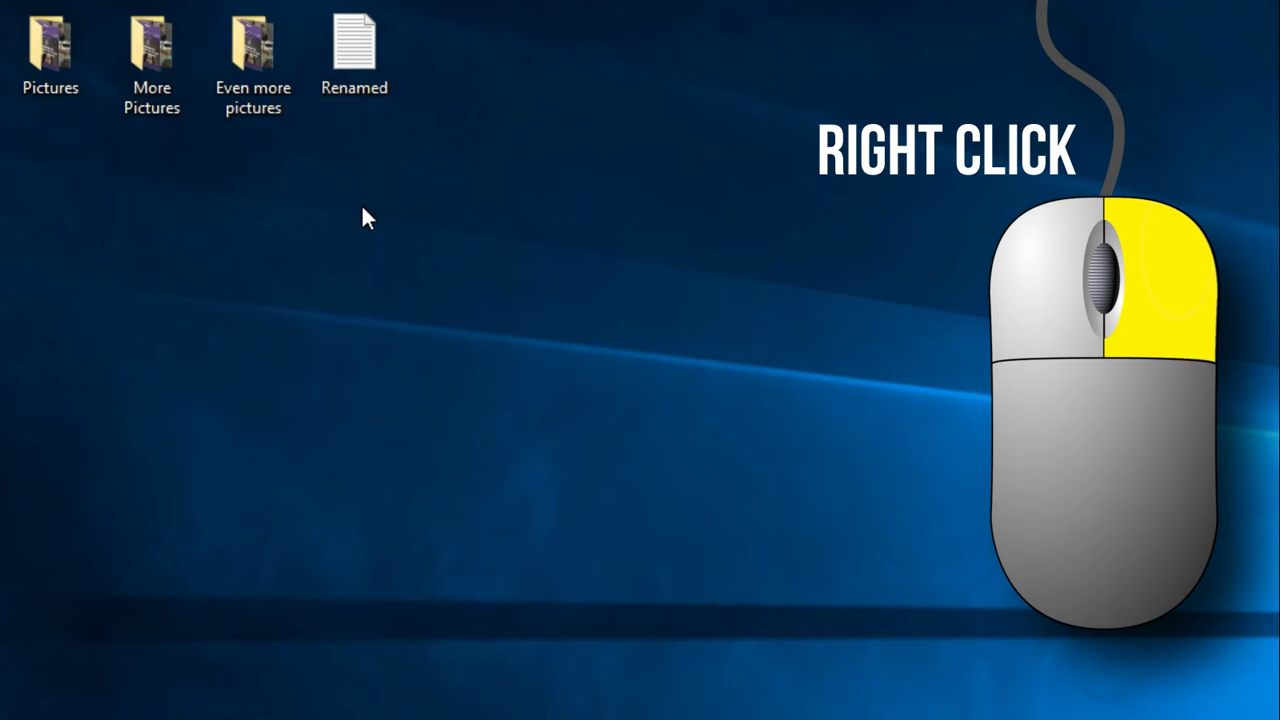 Pictures
More
Pictures
Even more
pictures
Renamed
RIGHT CLICK